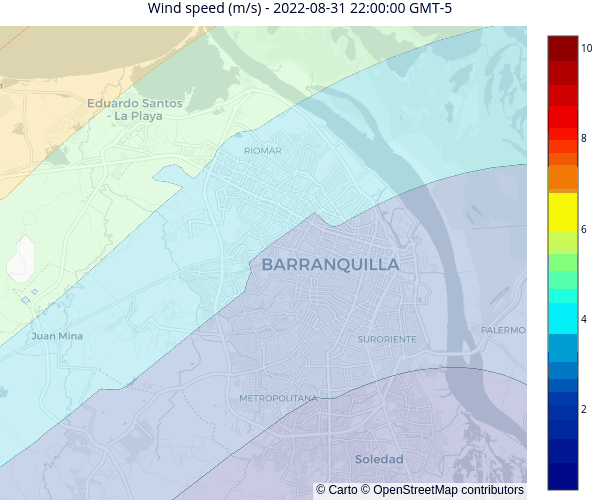 Wind speed (m/s) - 2022-08-31 22:00:00 GMT-5
10
8
6
4
2
Eduardo Santos
- La Playa
RIOMAR
BARRANQUILLA
Juan Mina
SURORIENTE
PALERMO
METROPOLITANA
Soledad
© Carto © OpenStreetMap contributors